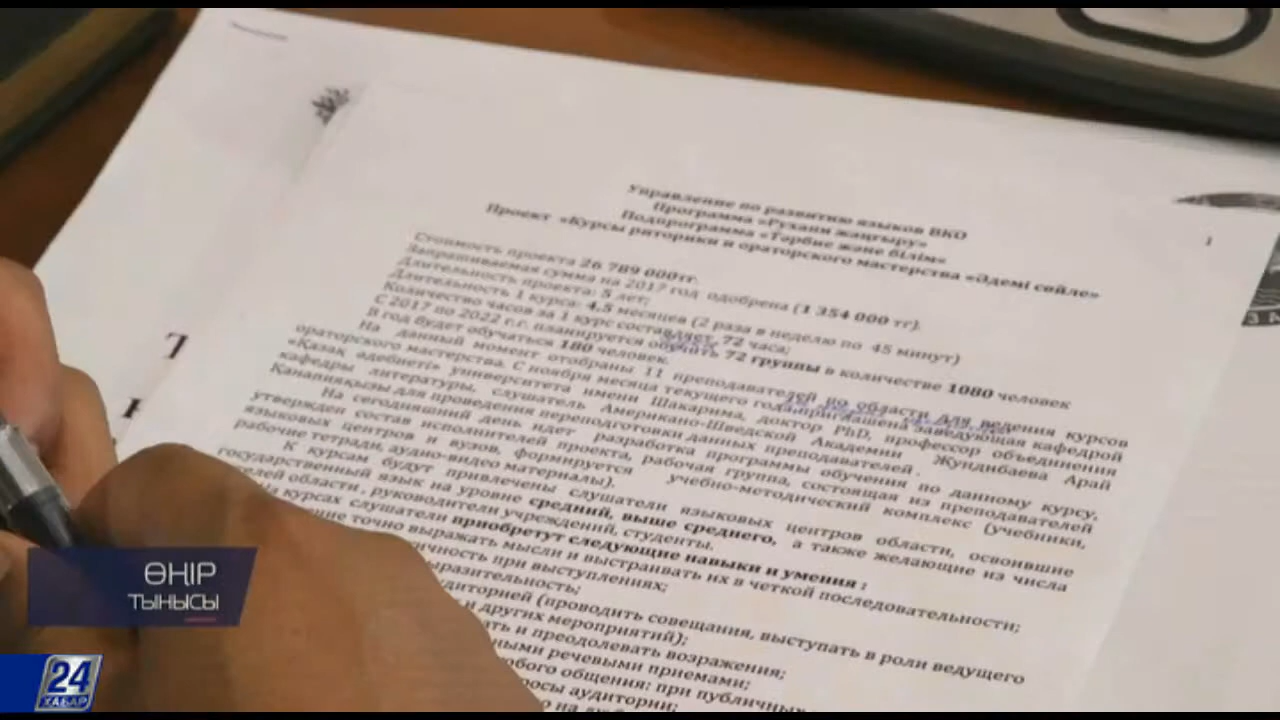 Управление по развитию языков ВКО
Программа «Рухани жаңғыру»
Подпрограмма «Тәрбие және білім»
Проект «Курсы риторики и ораторского мастерства «Әдемі сөйле»
1
Стоимость проекта 26 789 000тг.
Запрашиваемая сумма на 2017 год одобрена (1 354 000 тг).
Длительность проекта: 5 лет;
Длительность 1 курса: 4,5 месяцев (2 раза в неделю по 45 минут)
Количество часов за 1 курс составляет 72 часа;
С 2017 по 2022 г.г. планируется обучить 72 группы в количестве 1080 человек
В год будет обучаться 180 человек.
На данный момент отобраны 11 преподавателей по области для ведения курсов
ораторского мастерства. С ноября месяца текущего года приглашена заведующая кафедрой
«Қазақ әдебиеті» университета имени Шакарима, доктор PhD, профессор объединения
кафедры литературы, слушатель Американо-Шведской Академии Жундибаева Арай
Канапияқызы для проведения переподготовки данных преподавателей.
На сегодняшний день идет разработка программы обучения по данному курсу,
утвержден состав исполнителей проекта, рабочая группа, состоящая из преподавателей
языковых центров и вузов, формируется учебно-методический комплекс (учебники,
рабочие тетради, аудио-видео материалы).
К курсам будут привлечены слушатели языковых центров области, освоившие
государственный язык на уровне средний, выше среднего, а также желающие из числа
области, руководители учреждений, студенты.
курсах слушатели приобретут следующие навыки и умения :
точно выражать мысли и выстраивать их в четкой последовательности;
при выступлениях;
(проводить совещания, выступать в роли ведущего
и других мероприятий);
и преодолевать возражения;
речевыми приемами;
общения: при публичных
аудитории;
ӨҢІР
ТЫНЫСЫ
24
ХАБАР